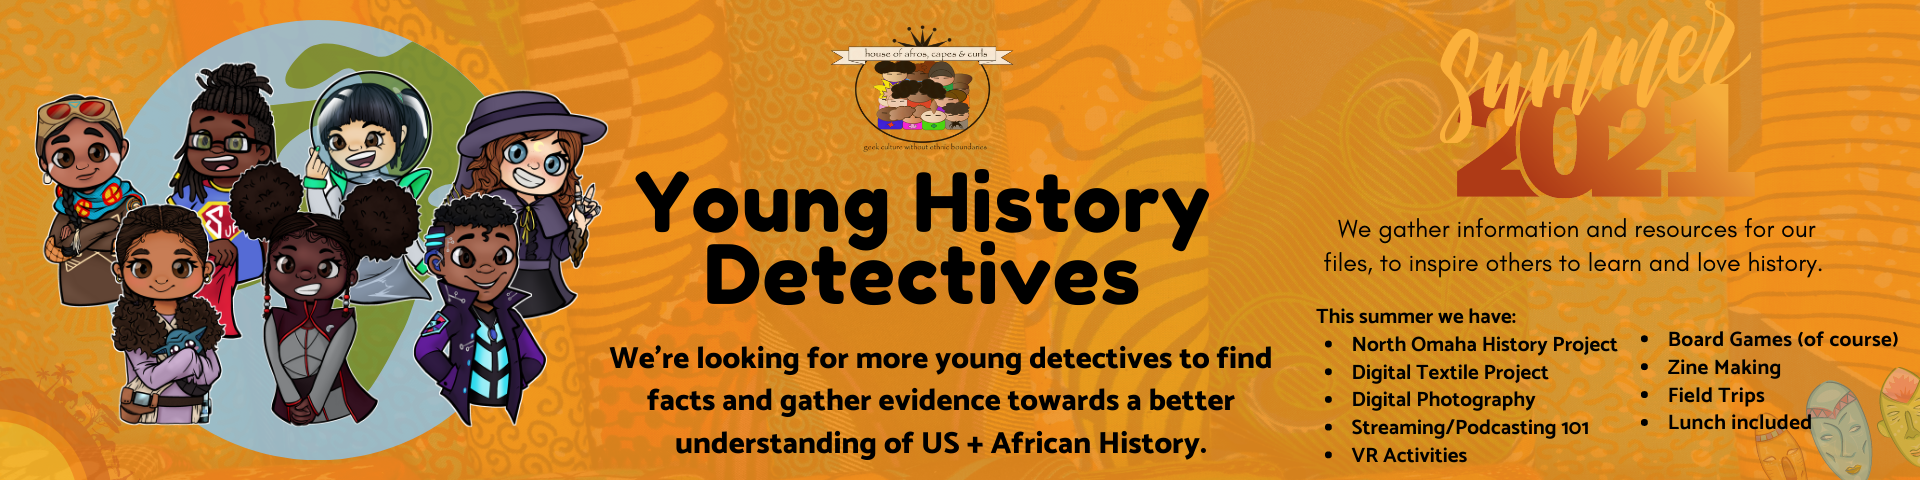 house of afros, capes & curls
geek culture without ethnic boundaries
Young History
Detectives
We're looking for more young detectives to find
facts and gather evidence towards a better
understanding of US + African History.
Summer
2021
We gather information and resources for our
files, to inspire others to learn and love history.
This summer we have:
• North Omaha History Project
• Digital Textile Project
• Digital Photography
• Streaming/Podcasting 101
• VR Activities
• Board Games (of course)
• Zine Making
• Field Trips
• Lunch included